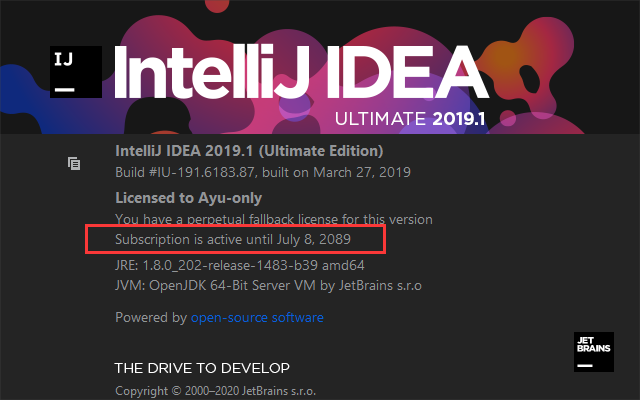 IJ
IntelliJ IDEA
ULTIMATE 2019.1
IntelliJ IDEA 2019.1 (Ultimate Edition)
Build #IU-191.6183.87, built on March 27, 2019
Licensed to Ayu-only
You have a perpetual fallback license for this version
Subscription is active until July 8, 2089
JRE: 1.8.0_202-release-1483-b39 amd64
JVM: OpenJDK 64-Bit Server VM by JetBrains s.r.o
Powered by open-source software
JET
BRAINS
THE DRIVE TO DEVELOP
Copyright © 2000–2020 JetBrains s.r.o.